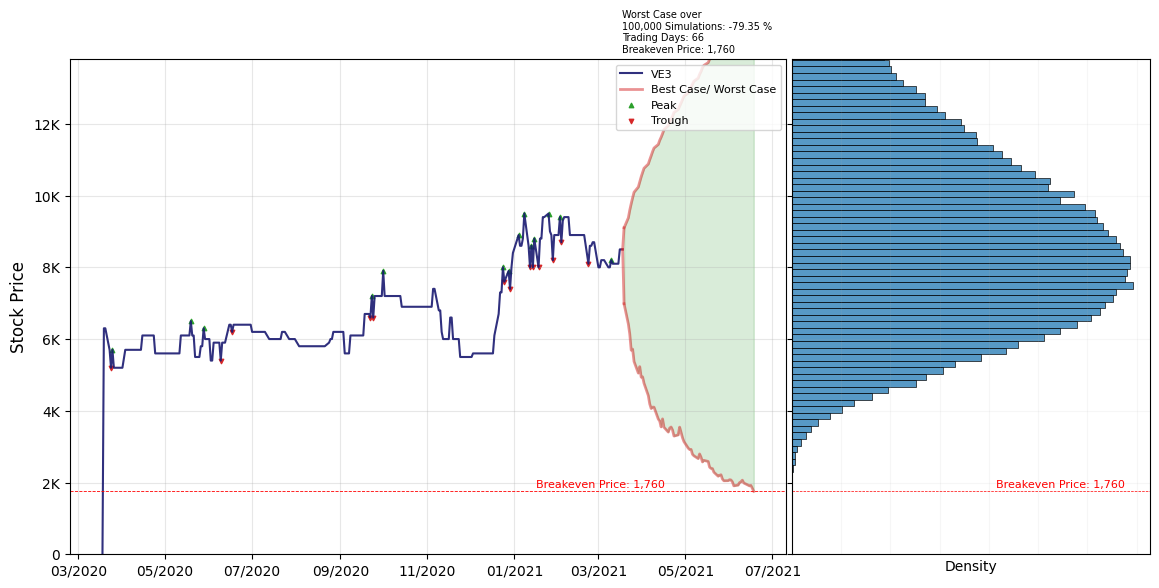 Worst Case over
100,000 Simulations: -79.35 %
Trading Days: 66
Breakeven Price: 1,760
VE3
Best Case/ Worst Case
Peak
Trough
Stock Price
12K
10K
8K
6K
4K
2K
0
Breakeven Price: 1,760
Breakeven Price: 1,760
03/2020
05/2020
07/2020
09/2020
11/2020
01/2021
03/2021
05/2021
07/2021
Density